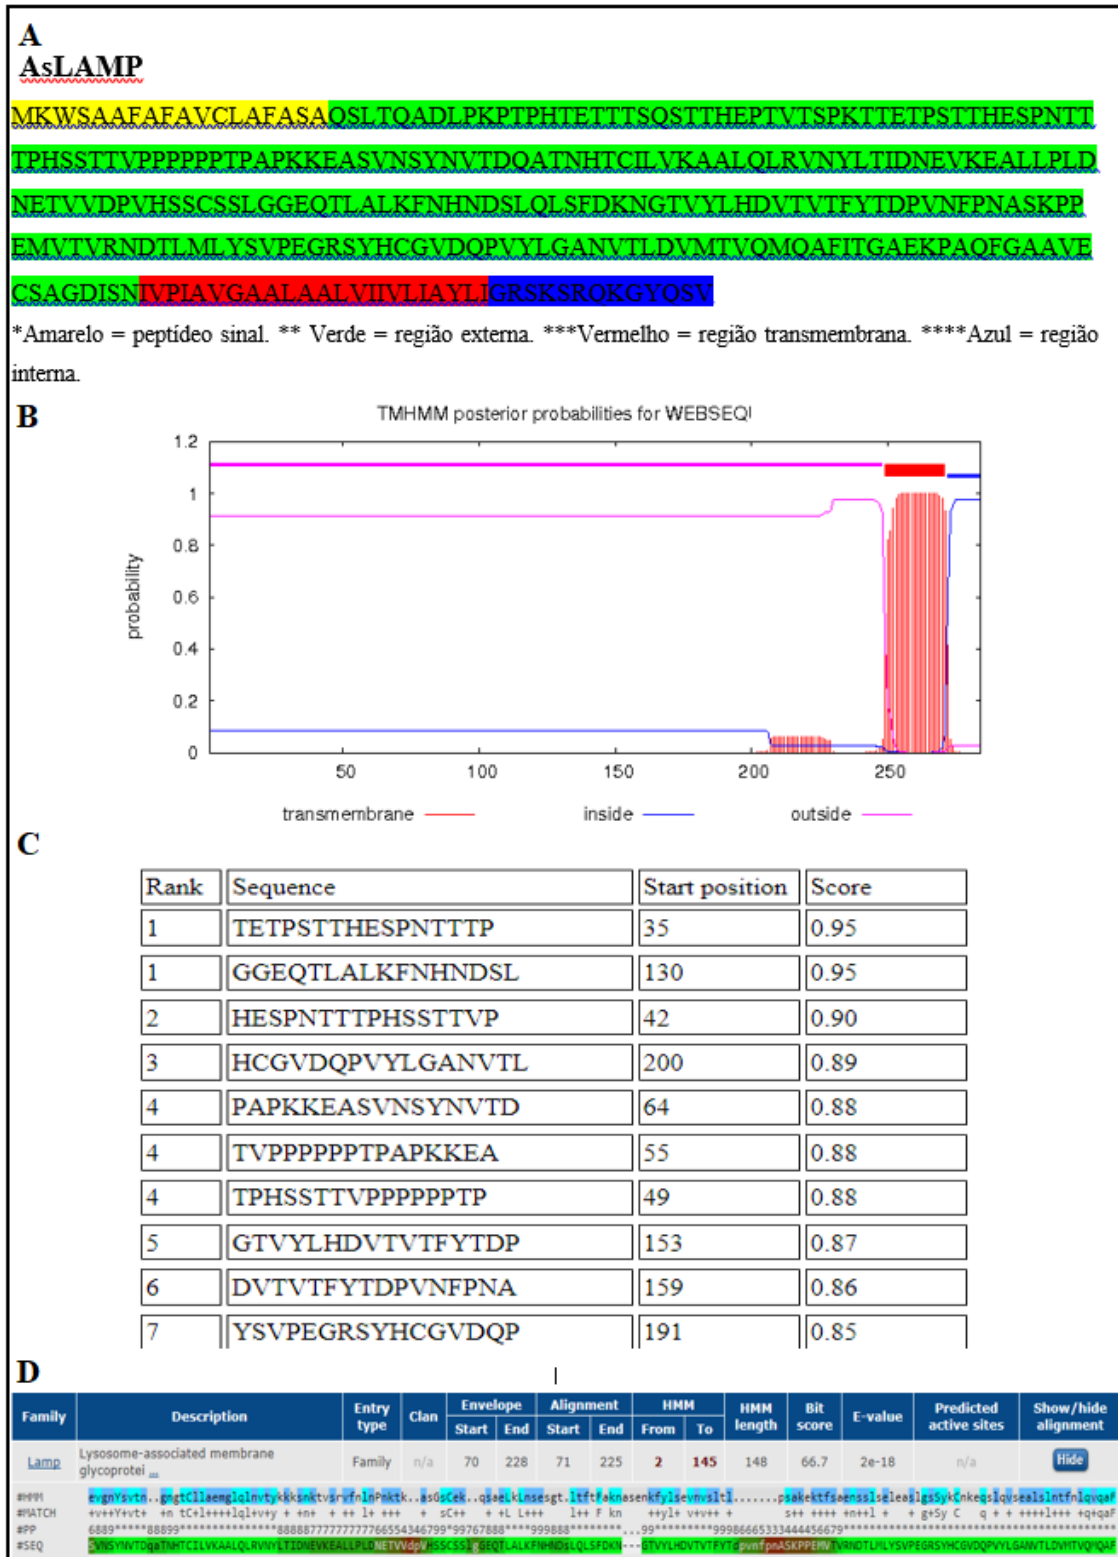 A
AsLAMP
MKWSAAFAFAVCLAFASAQSLTQADLPKPTPHTETTTSQSTTHEPTVTSPKTTETPSTTHESPNTT
TPHSSTTVPPPPPPTPAPKKEASVNSYNVTDQATNHTCILVKAALQLRVNYLTIDNEVKEALLPLD
NETVVDPVHSSCSSLGGEQTLALKFNHNDSLQLSFDKNGTVYLHDVTVTFYTDPVNFPNASKPP
EMVTVRNDTLMLYSVPEGRSYHCGVDQPVYLGANVTLDVMTVQMQAFITGAEKPAQFGAAVE
CSAGDISNIVPIAVGAALAALVIIVLIAYLIGRSKSRQKGYQSV
*Amarelo = peptídeo sinal. ** Verde = região externa. ***Vermelho = região transmembrana. ****Azul = região
interna.
B
TMHMM posterior probabilities for WEBSEQ!
1.2
1
0.8
0.6
0.4
0.2
0
probability
50 100 150 200 250
transmembrane inside outside
C
Rank Sequence Start position Score
1 TETPSTTHESPNTTTP 35 0.95
1 GGEQTLALKFNHNDSL 130 0.95
2 HESPNTTTPHSSTTVP 42 0.90
3 HCGVDQPVYLGANVTL 200 0.89
4 PAPKKEASVNSYNVTD 64 0.88
4 TVPPPPPPTPAPKKEA 55 0.88
4 TPHSSTTVPPPPPPTP 49 0.88
5 GTVYLHDVTVTFYTDP 153 0.87
6 DVTVTFYTDPVNFPNA 159 0.86
7 YSVPEGRSYHCGVDQP 191 0.85
D
Family Description Entry type Clan Envelope Start End Alignment Start End HMM From To HMM length Bit score E-value Predicted active sites Show/hide alignment
Lamp Lysosome-associated membrane glycoprotei ... Family n/a 70 228 71 225 2 145 148 66.7 2e-18 n/a Hide
#HMM
#MATCH
#PP
#SEQ